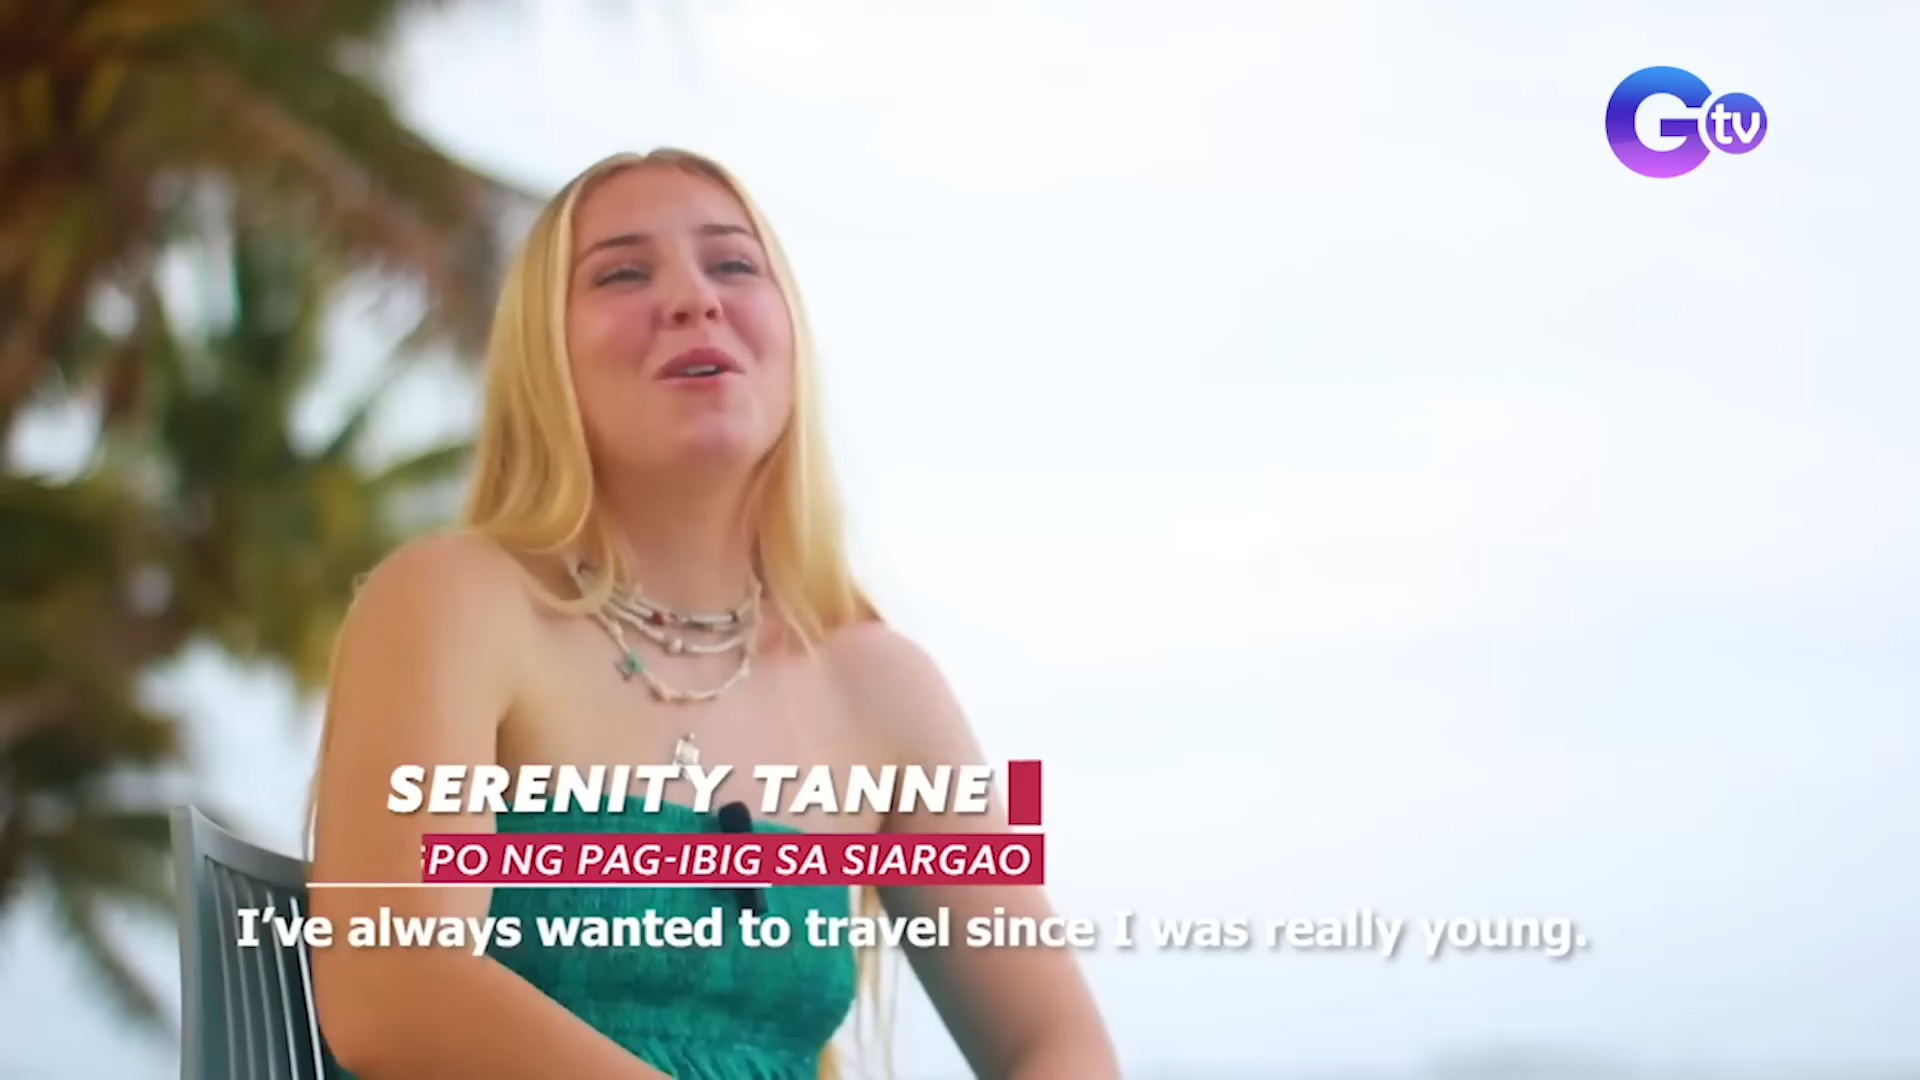 Gtv
SERENITY TANNE
PO NG PAG-IBIG SA SIARGAO
I've always wanted to travel since I was really young.